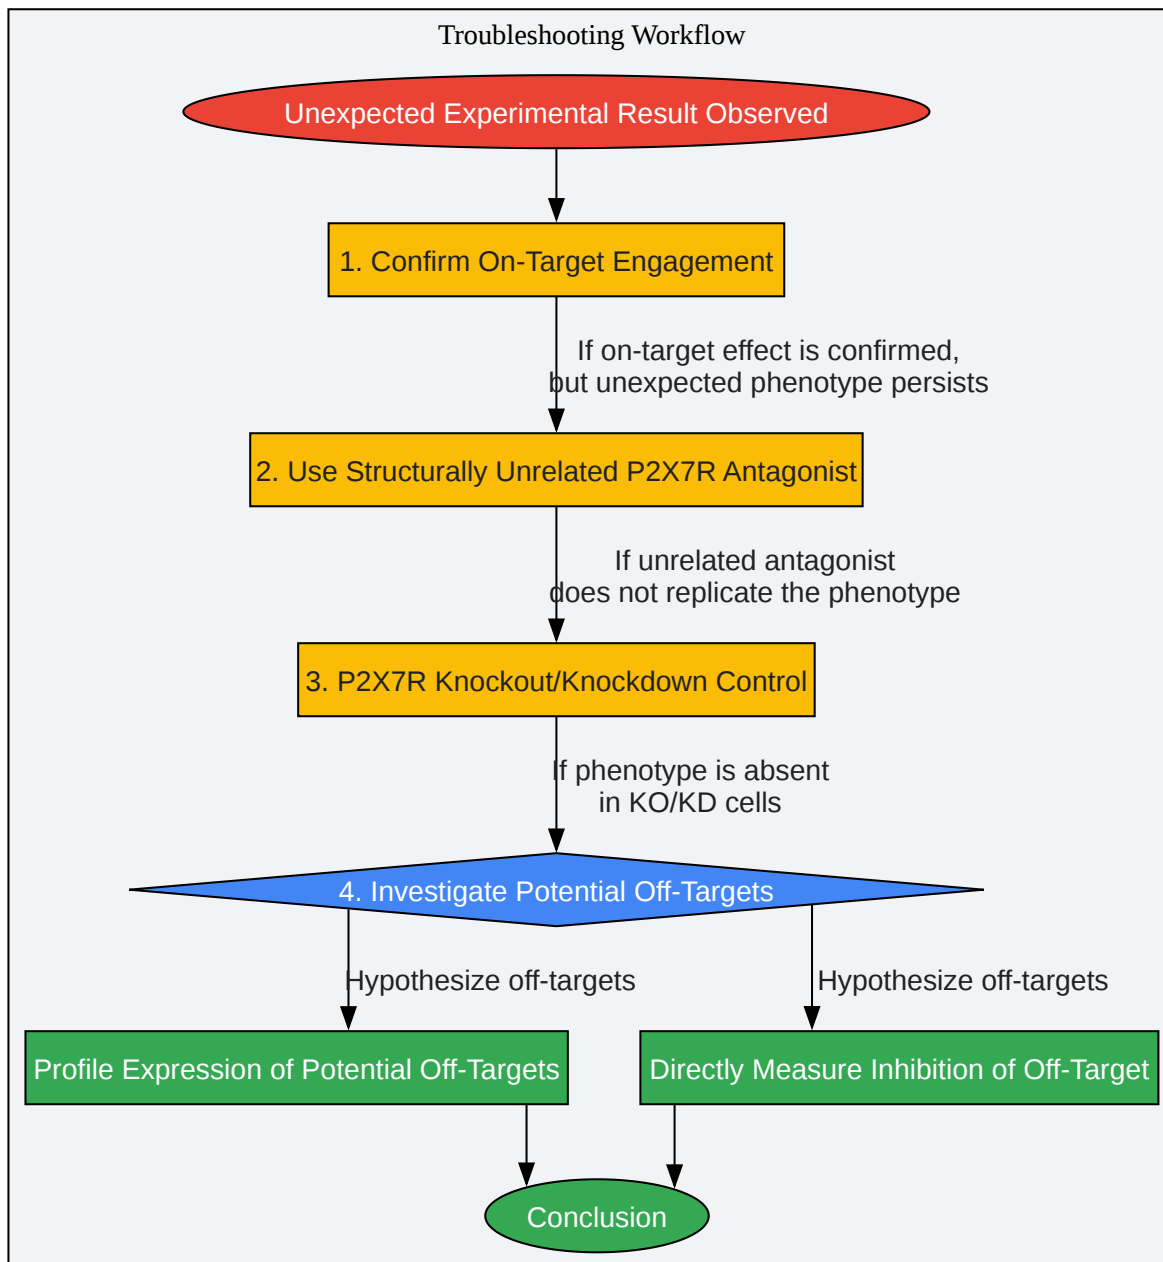 Troubleshooting Workflow
Unexpected Experimental Result Observed
1. Confirm On-Target Engagement
If on-target effect is confirmed,
but unexpected phenotype persists
2. Use Structurally Unrelated P2X7R Antagonist
If unrelated antagonist
does not replicate the phenotype
3. P2X7R Knockout/Knockdown Control
If phenotype is absent
in KO/KD cells
4. Investigate Potential Off-Targets
Hypothesize off-targets
Hypothesize off-targets
Profile Expression of Potential Off-Targets
Directly Measure Inhibition of Off-Target
Conclusion